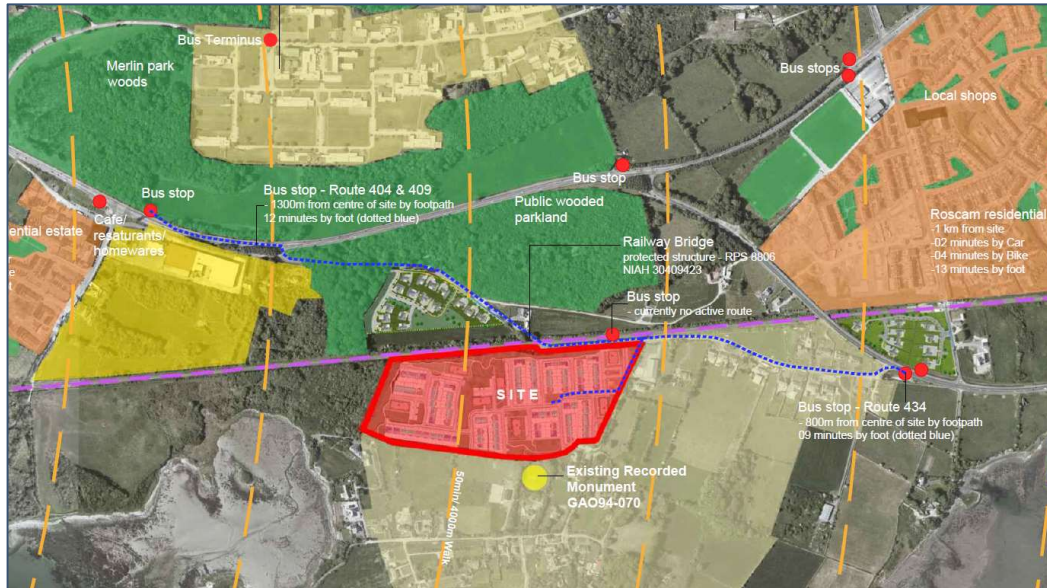 Bus Terminus
Merlin park
woods
Bus stops
Local shops
Bus stop
Bus stop - Route 404 & 409
- 1300m from centre of site by footpath
12 minutes by foot (dotted blue)
Bus stop
Public wooded
parkland
Cafe/
resaturants/
homewares
ential estate
Railway Bridge
protected structure - RPS 8806
NIAH 30409423
Roscam residential
-1 km from site
-02 minutes by Car
-04 minutes by Bike
-13 minutes by foot
Bus stop
- currently no active route
SITE
Bus stop - Route 434
- 800m from centre of site by footpath
09 minutes by foot (dotted blue)
Existing Recorded
Monument
GAO94-070
50min/ 4000m Walk